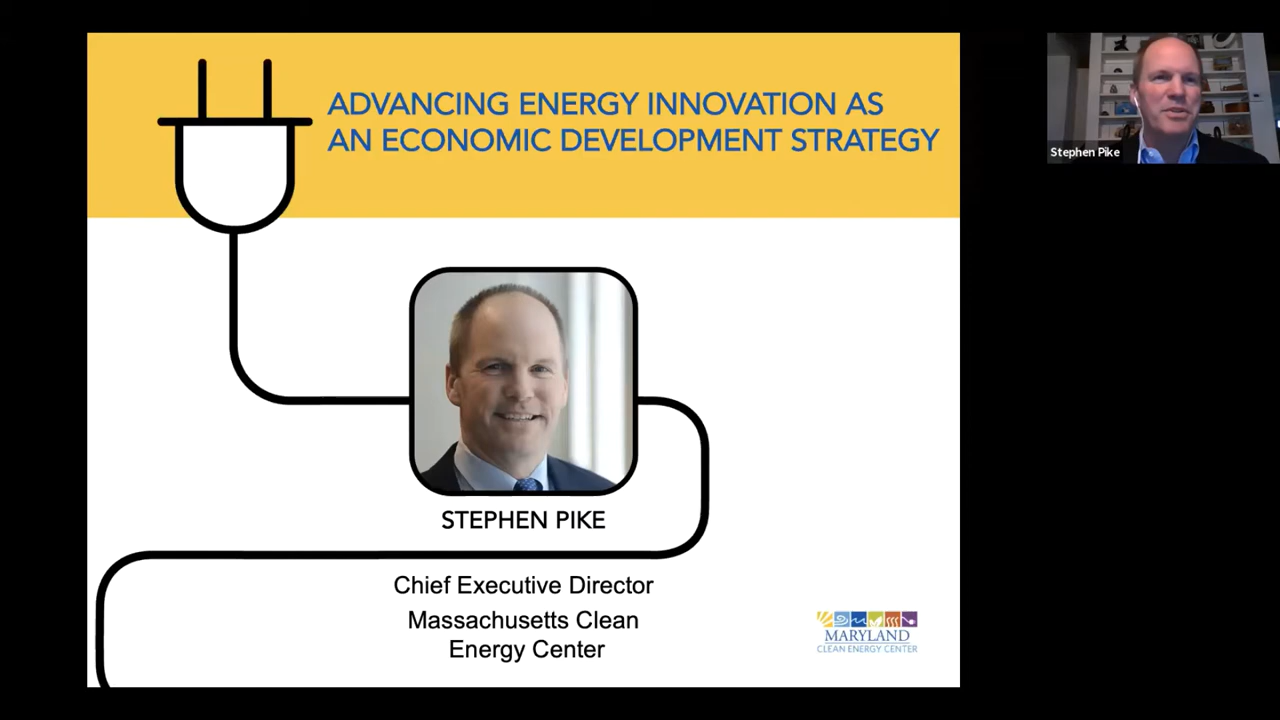 ADVANCING ENERGY INNOVATION AS
AN ECONOMIC DEVELOPMENT STRATEGY
Stephen Pike
STEPHEN PIKE
Chief Executive Director
Massachusetts Clean
Energy Center
MARYLAND
CLEAN ENERGY CENTER